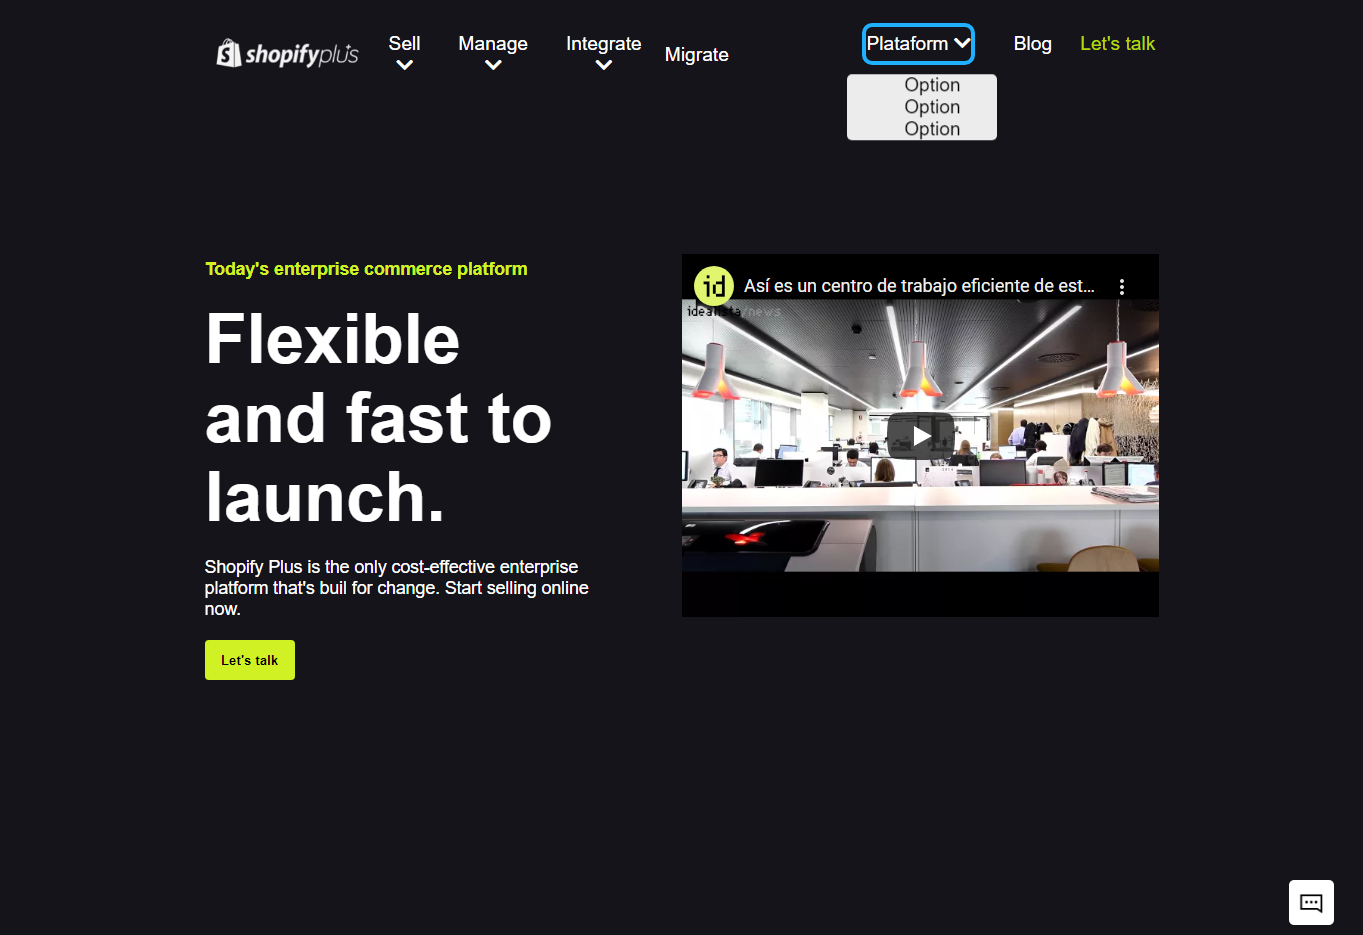 shopifyplus
Sell
Manage
Integrate
Migrate
Plataform
Blog
Let's talk
Option
Option
Option
Today's enterprise commerce platform
Flexible
and fast to
launch.
Shopify Plus is the only cost-effective enterprise
platform that's buil for change. Start selling online
now.
Let's talk
id
Así es un centro de trabajo eficiente de est...
idealista/news